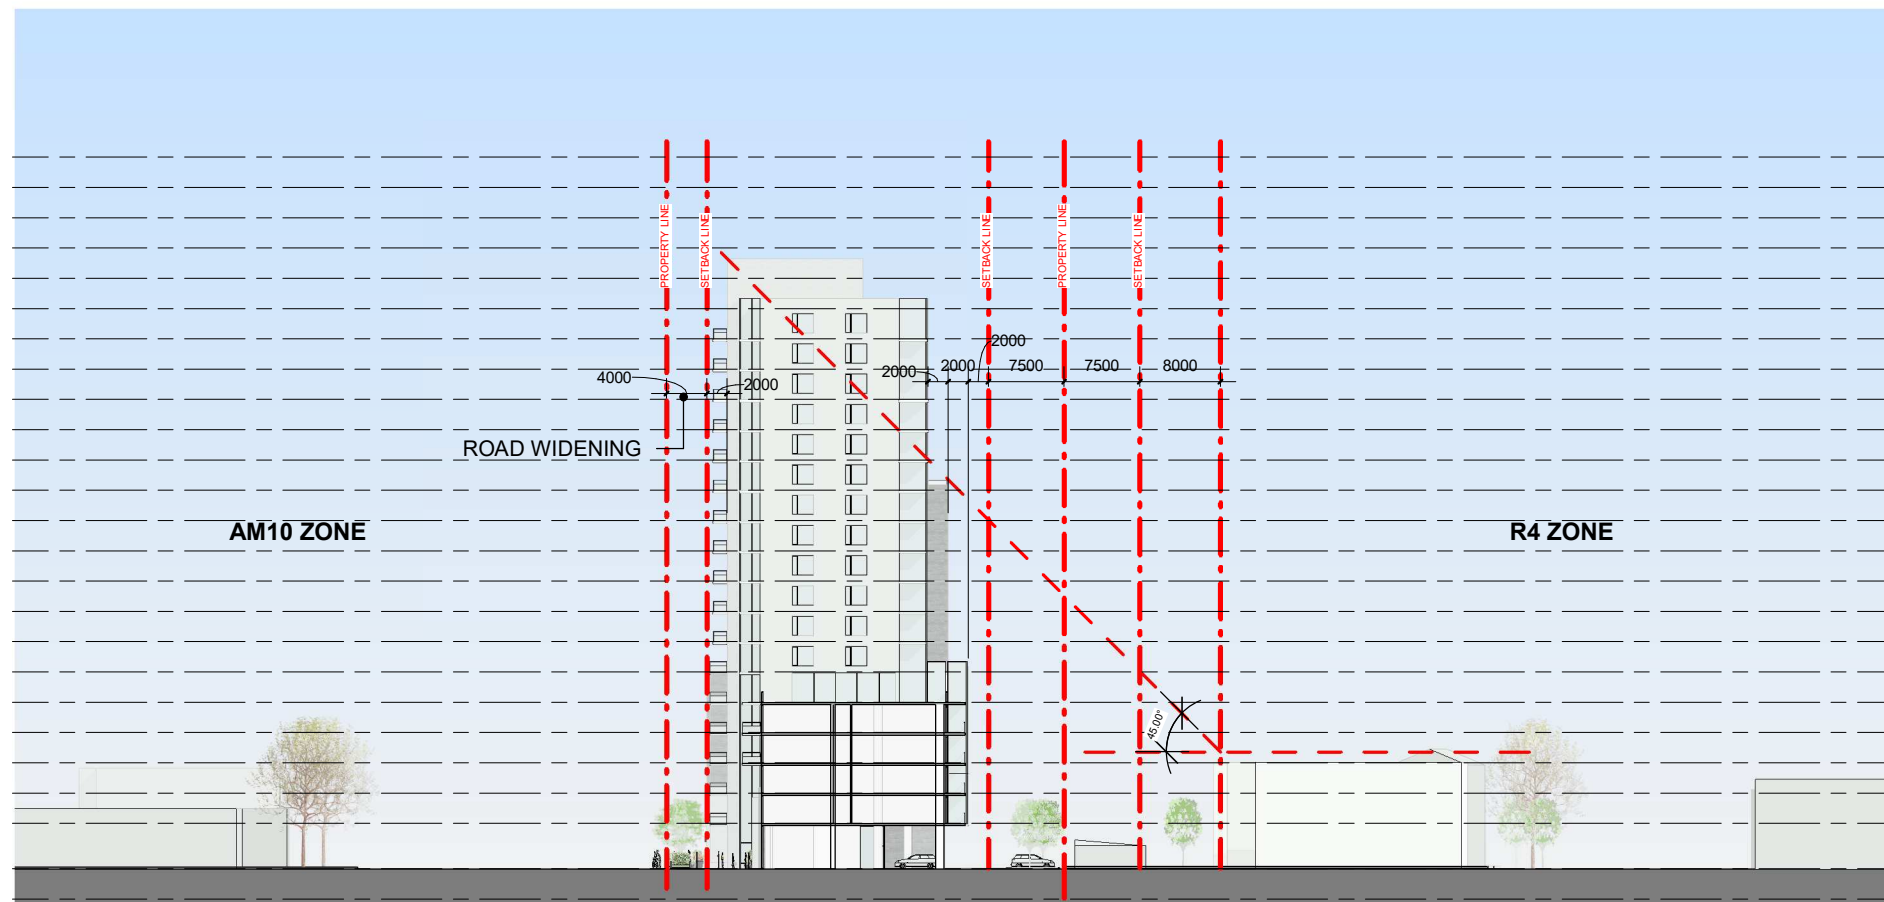 PROPERTY LINE
SETBACK LINE
SETBACK LINE
PROPERTY LINE
SETBACK LINE
2000
4000
2000
2000
2000
7500
7500
8000
ROAD WIDENING
AM10 ZONE
R4 ZONE
45.00°